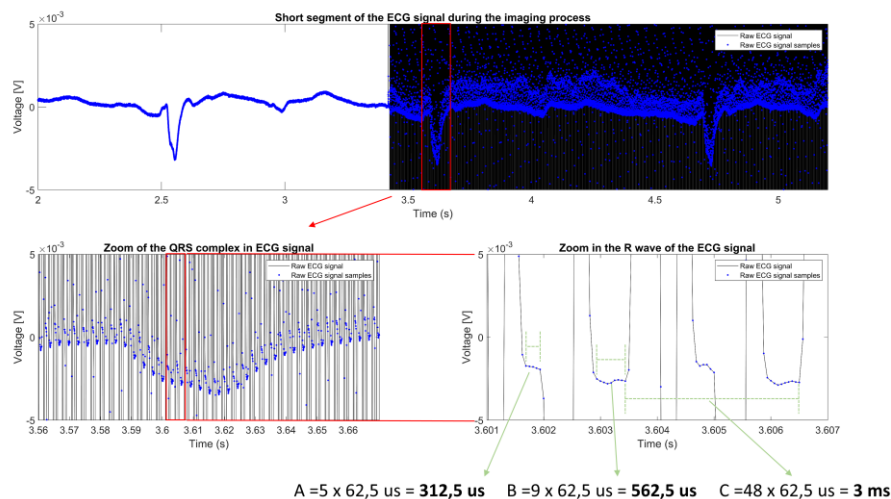 Short segment of the ECG signal during the imaging process
Raw ECG signal
Raw ECG signal samples
5 ×10⁻³
0
-5
Voltage [V]
2 2.5 3 3.5 4 4.5 5
Time (s)
Zoom of the QRS complex in ECG signal
Raw ECG signal
Raw ECG signal samples
5 ×10⁻³
0
-5
Voltage [V]
3.56 3.57 3.58 3.59 3.6 3.61 3.62 3.63 3.64 3.65 3.66
Time (s)
Zoom in the R wave of the ECG signal
Raw ECG signal
Raw ECG signal samples
5 ×10⁻³
0
-5
Voltage [V]
3.601 3.602 3.603 3.604 3.605 3.606 3.607
Time (s)
A =5 x 62,5 us = 312,5 us B =9 x 62,5 us = 562,5 us C =48 x 62,5 us = 3 ms